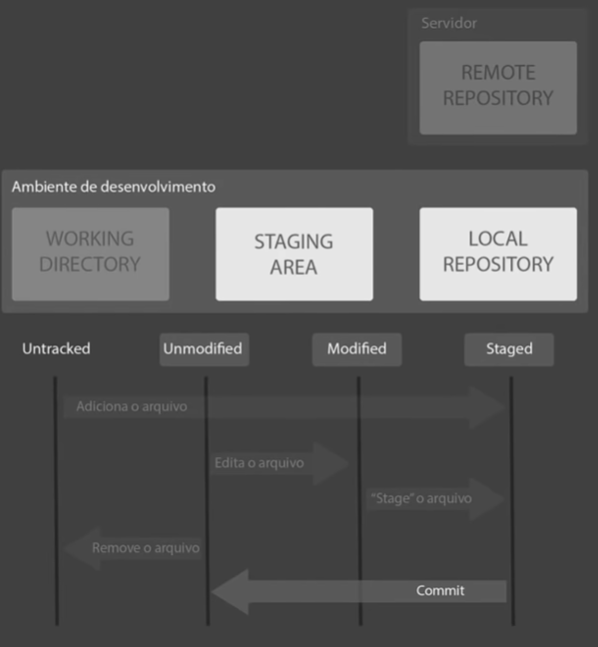 Servidor
REMOTE
REPOSITORY
Ambiente de desenvolvimento
WORKING
DIRECTORY
STAGING
AREA
LOCAL
REPOSITORY
Untracked
Unmodified
Modified
Staged
Adiciona o arquivo
Edita o arquivo
“Stage” o arquivo
Remove o arquivo
Commit